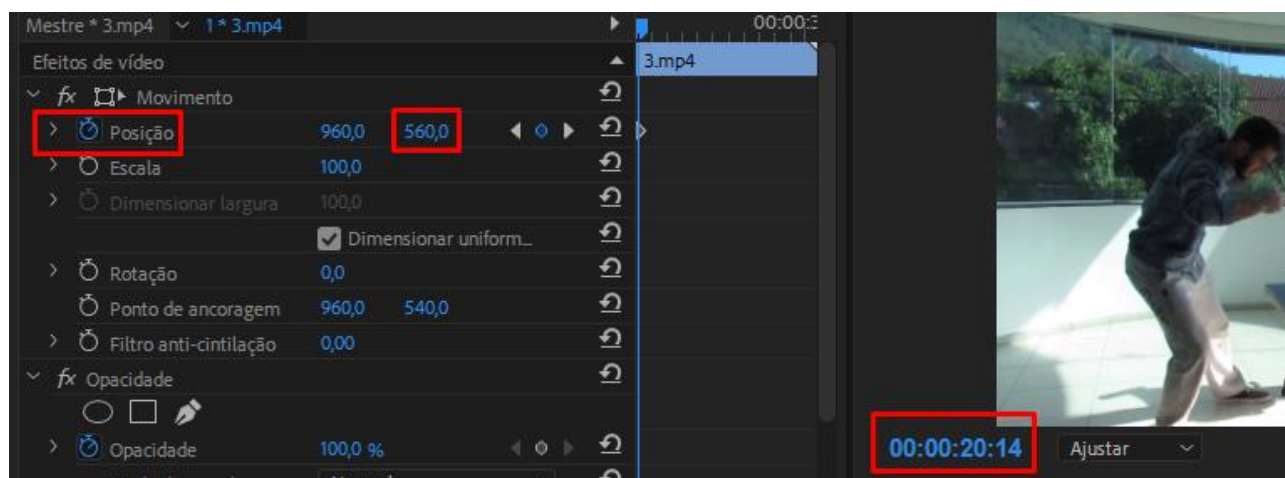 Mestre * 3.mp4 1 * 3.mp4 00:00:3
Efeitos de vídeo 3.mp4
fx Movimento
Posição 960,0 560,0
Escala 100,0
Dimensionar largura 100,0
Dimensionar uniform...
Rotação 0,0
Ponto de ancoragem 960,0 540,0
Filtro anti-cintilação 0,00
fx Opacidade
Opacidade 100,0 %
00:00:20:14 Ajustar